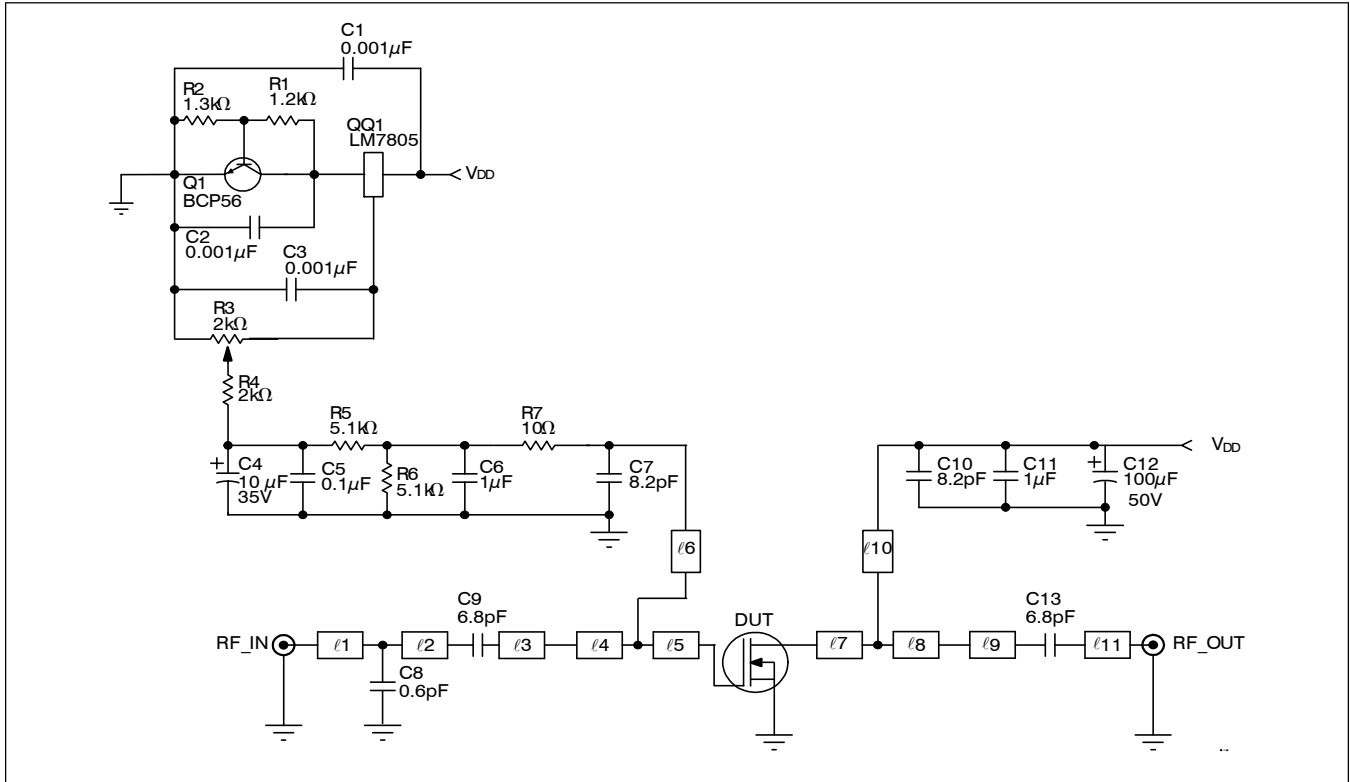 C1
0.001µF
R2
1.3kΩ
R1
1.2kΩ
QQ1
LM7805
VDD
Q1
BCP56
C2
0.001µF
C3
0.001µF
R3
2kΩ
R4
2kΩ
R5
5.1kΩ
R7
10Ω
C4
10 µF
35V
C5
0.1µF
R6
5.1kΩ
C6
1µF
C7
8.2pF
VDD
C10
8.2pF
C11
1µF
C12
100µF
50V
ℓ6
ℓ10
RF_IN
ℓ1
ℓ2
C9
6.8pF
ℓ3
ℓ4
ℓ5
DUT
ℓ7
ℓ8
ℓ9
C13
6.8pF
ℓ11
RF_OUT
C8
0.6pF